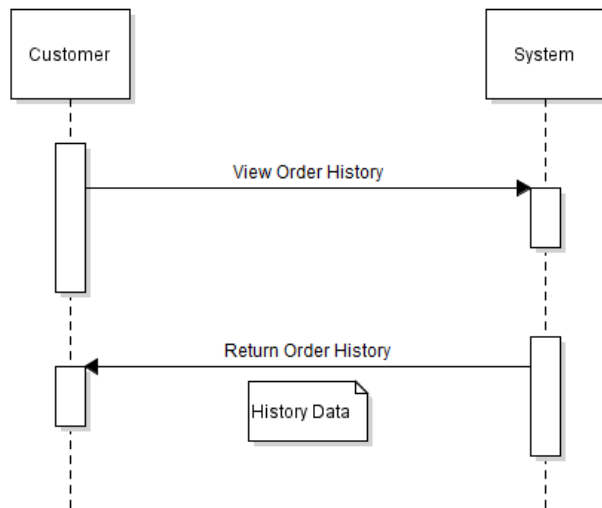 Customer
System
View Order History
Return Order History
History Data